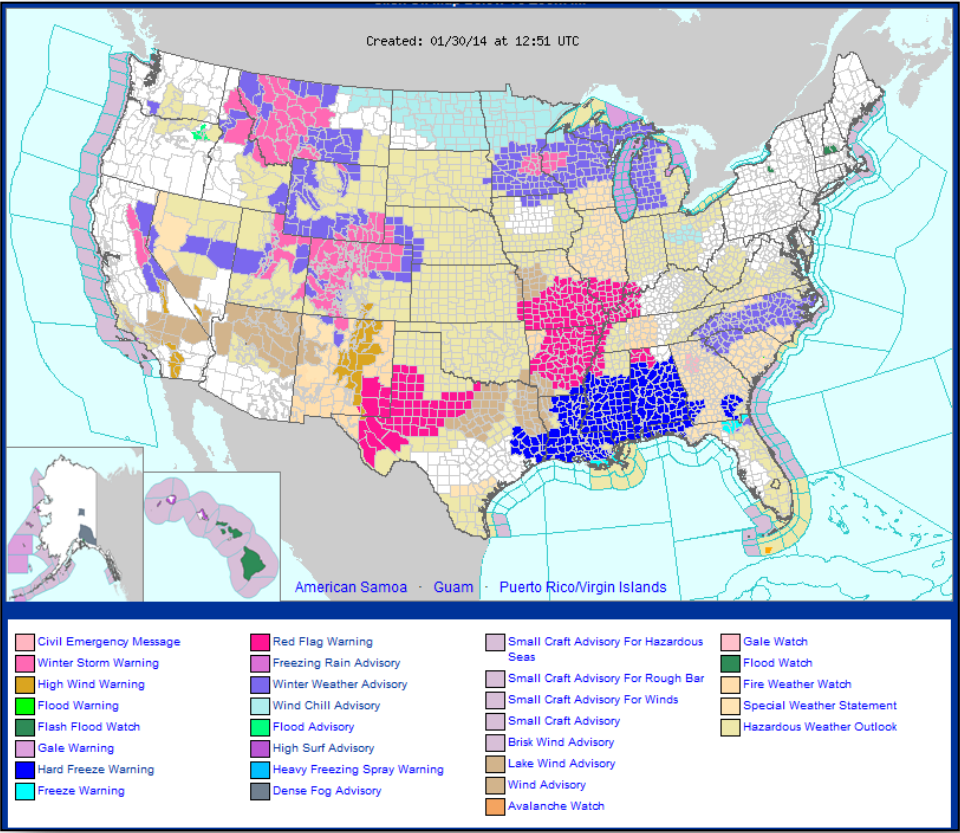 Created: 01/30/14 at 12:51 UTC
American Samoa - Guam - Puerto Rico/Virgin Islands
Civil Emergency Message
Winter Storm Warning
High Wind Warning
Flood Warning
Flash Flood Watch
Gale Warning
Hard Freeze Warning
Freeze Warning
Red Flag Warning
Freezing Rain Advisory
Winter Weather Advisory
Wind Chill Advisory
Flood Advisory
High Surf Advisory
Heavy Freezing Spray Warning
Dense Fog Advisory
Small Craft Advisory For Hazardous
Seas
Small Craft Advisory For Rough Bar
Small Craft Advisory For Winds
Small Craft Advisory
Brisk Wind Advisory
Lake Wind Advisory
Wind Advisory
Avalanche Watch
Gale Watch
Flood Watch
Fire Weather Watch
Special Weather Statement
Hazardous Weather Outlook